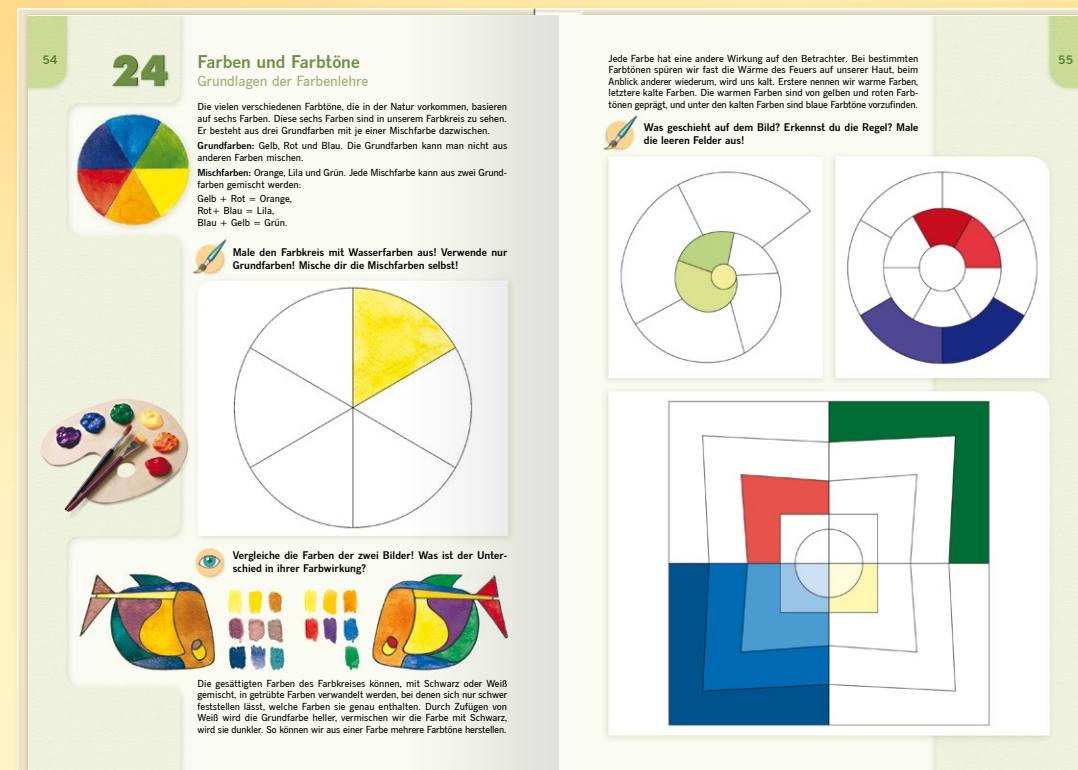 54
24
Farben und Farbtöne
Grundlagen der Farbenlehre
Die vielen verschiedenen Farbtöne, die in der Natur vorkommen, basieren
auf sechs Farben. Diese sechs Farben sind in unserem Farbkreis zu sehen.
Er besteht aus drei Grundfarben mit je einer Mischfarbe dazwischen.
Grundfarben: Gelb, Rot und Blau. Die Grundfarben kann man nicht aus
anderen Farben mischen.
Mischfarben: Orange, Lila und Grün. Jede Mischfarbe kann aus zwei Grund-
farben gemischt werden:
Gelb + Rot = Orange,
Rot+ Blau = Lila,
Blau + Gelb = Grün.
Male den Farbkreis mit Wasserfarben aus! Verwende nur
Grundfarben! Mische dir die Mischfarben selbst!
Vergleiche die Farben der zwei Bilder! Was ist der Unter-
schied in ihrer Farbwirkung?
Die gesättigten Farben des Farbkreises können, mit Schwarz oder Weiß
gemischt, in getrübte Farben verwandelt werden, bei denen sich nur schwer
feststellen lässt, welche Farben sie genau enthalten. Durch Zufügen von
Weiß wird die Grundfarbe heller, vermischen wir die Farbe mit Schwarz,
wird sie dunkler. So können wir aus einer Farbe mehrere Farbtöne herstellen.
55
Jede Farbe hat eine andere Wirkung auf den Betrachter. Bei bestimmten
Farbtönen spüren wir fast die Wärme des Feuers auf unserer Haut, beim
Anblick anderer wiederum, wird uns kalt. Erstere nennen wir warme Farben,
letztere kalte Farben. Die warmen Farben sind von gelben und roten Farb-
tönen geprägt, und unter den kalten Farben sind blaue Farbtöne vorzufinden.
Was geschieht auf dem Bild? Erkennst du die Regel? Male
die leeren Felder aus!